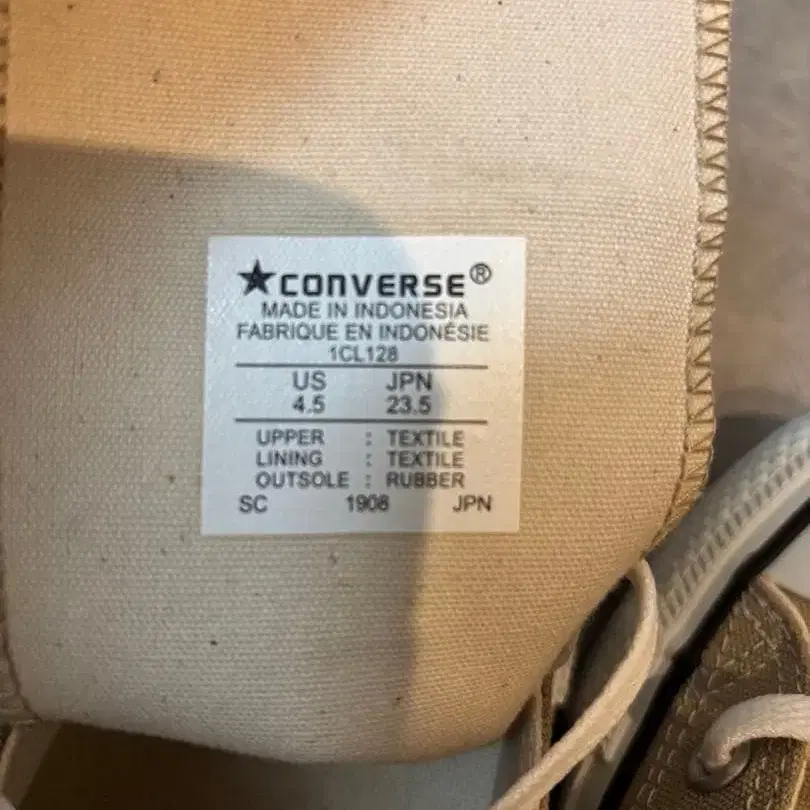 ★CONVERSE®
MADE IN INDONESIA
FABRIQUE EN INDONÉSIE
1CL128
US JPN
4.5 23.5
UPPER : TEXTILE
LINING : TEXTILE
OUTSOLE : RUBBER
SC 1908 JPN